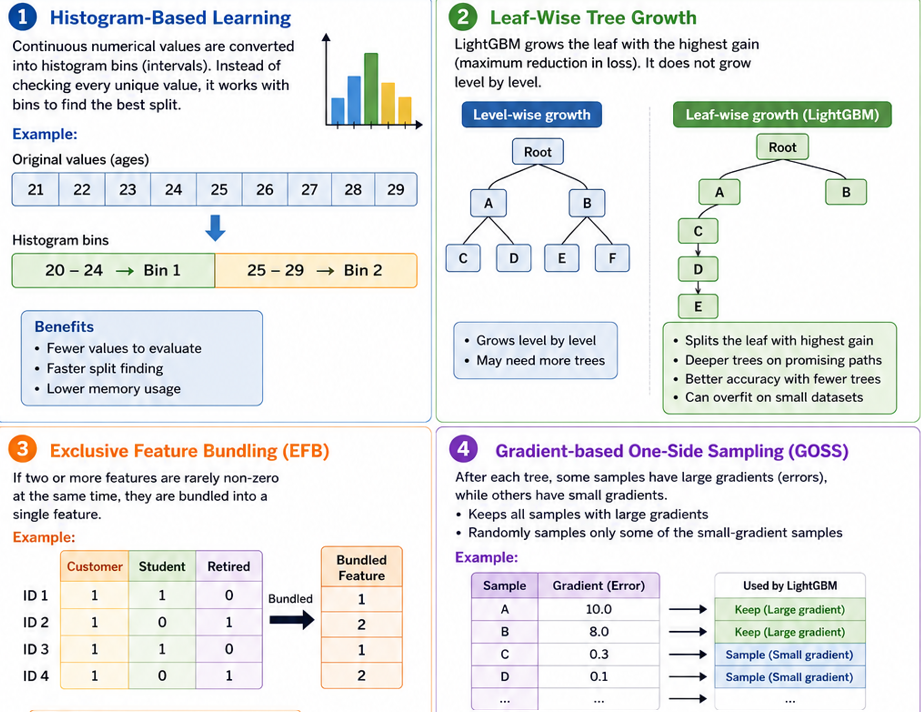 1 Histogram-Based Learning
Continuous numerical values are converted
into histogram bins (intervals). Instead of
checking every unique value, it works with
bins to find the best split.
Example:
Original values (ages)
21 22 23 24 25 26 27 28 29
Histogram bins
20 – 24 → Bin 1 25 – 29 → Bin 2
Benefits
• Fewer values to evaluate
• Faster split finding
• Lower memory usage
2 Leaf-Wise Tree Growth
LightGBM grows the leaf with the highest gain
(maximum reduction in loss). It does not grow
level by level.
Level-wise growth
Root
A B
C D E F
• Grows level by level
• May need more trees
Leaf-wise growth (LightGBM)
Root
A B
C
D
E
• Splits the leaf with highest gain
• Deeper trees on promising paths
• Better accuracy with fewer trees
• Can overfit on small datasets
3 Exclusive Feature Bundling (EFB)
If two or more features are rarely non-zero
at the same time, they are bundled into a
single feature.
Example:
Customer Student Retired
ID 1 1 1 0
ID 2 1 0 1
ID 3 1 1 0
ID 4 1 0 1
Bundled
Bundled
Feature
1
2
1
2
4 Gradient-based One-Side Sampling (GOSS)
After each tree, some samples have large gradients (errors),
while others have small gradients.
• Keeps all samples with large gradients
• Randomly samples only some of the small-gradient samples
Example:
Sample Gradient (Error) Used by LightGBM
A 10.0 Keep (Large gradient)
B 8.0 Keep (Large gradient)
C 0.3 Sample (Small gradient)
D 0.1 Sample (Small gradient)
... ... ...